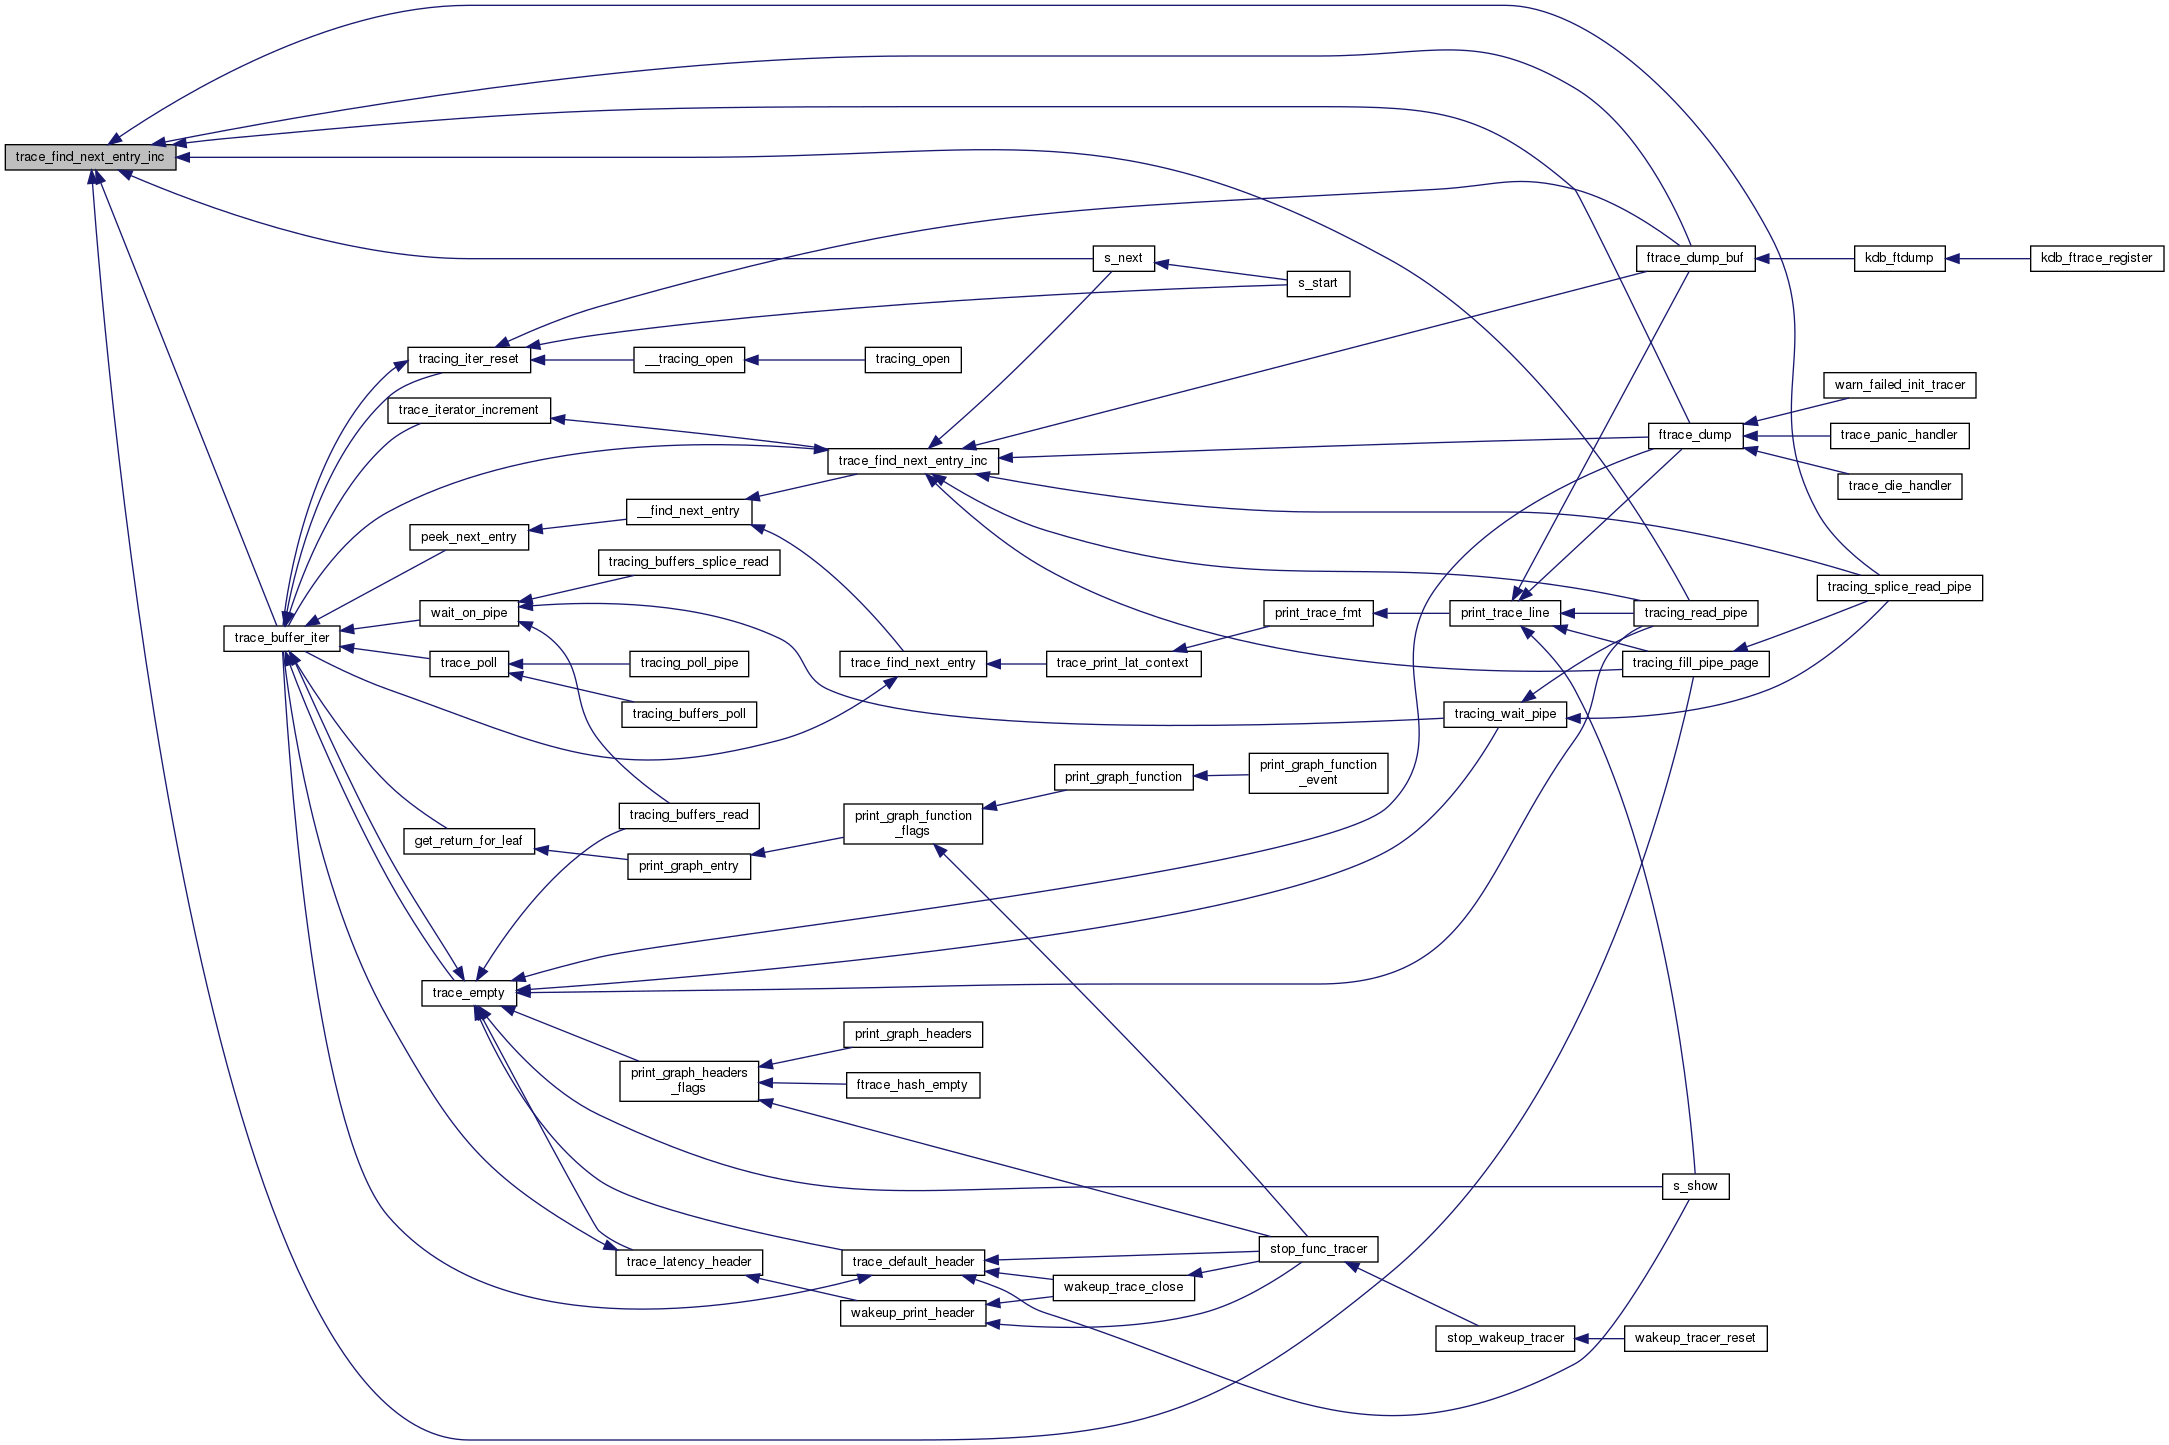 trace_find_next_entry_inc
s_next
ftrace_dump_buf
kdb_ftdump
kdb_ftrace_register
s_start
tracing_iter_reset
__tracing_open
tracing_open
warn_failed_init_tracer
trace_iterator_increment
ftrace_dump
trace_panic_handler
trace_find_next_entry_inc
trace_die_handler
__find_next_entry
peek_next_entry
tracing_buffers_splice_read
tracing_splice_read_pipe
wait_on_pipe
print_trace_fmt
print_trace_line
tracing_read_pipe
trace_buffer_iter
trace_poll
tracing_poll_pipe
trace_find_next_entry
trace_print_lat_context
tracing_fill_pipe_page
tracing_buffers_poll
tracing_wait_pipe
print_graph_function
print_graph_function
_event
tracing_buffers_read
print_graph_function
_flags
get_return_for_leaf
print_graph_entry
trace_empty
print_graph_headers
print_graph_headers
_flags
ftrace_hash_empty
s_show
trace_latency_header
trace_default_header
stop_func_tracer
wakeup_trace_close
wakeup_print_header
stop_wakeup_tracer
wakeup_tracer_reset